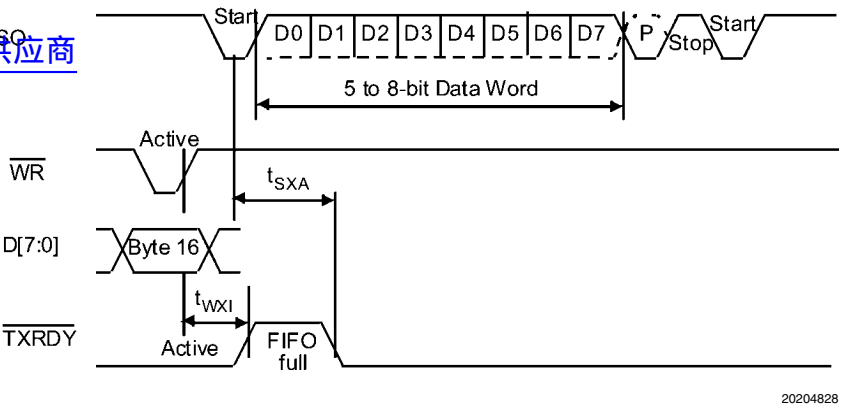 Start
SO
供应商
D0 D1 D2 D3 D4 D5 D6 D7 P Stop Start
5 to 8-bit Data Word
WR
Active
tSXA
D[7:0]
Byte 16
tWXI
TXRDY
Active
FIFO
full
20204828